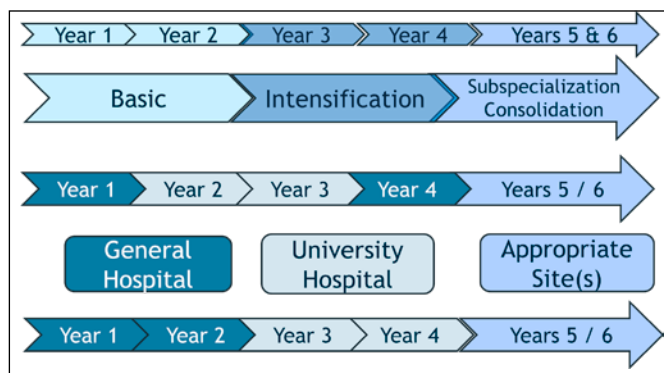 Year 1 Year 2 Year 3 Year 4 Years 5 & 6
Basic Intensification Subspecialization
Consolidation
Year 1 Year 2 Year 3 Year 4 Years 5 / 6
General University Appropriate
Hospital Hospital Site(s)
Year 1 Year 2 Year 3 Year 4 Years 5 / 6